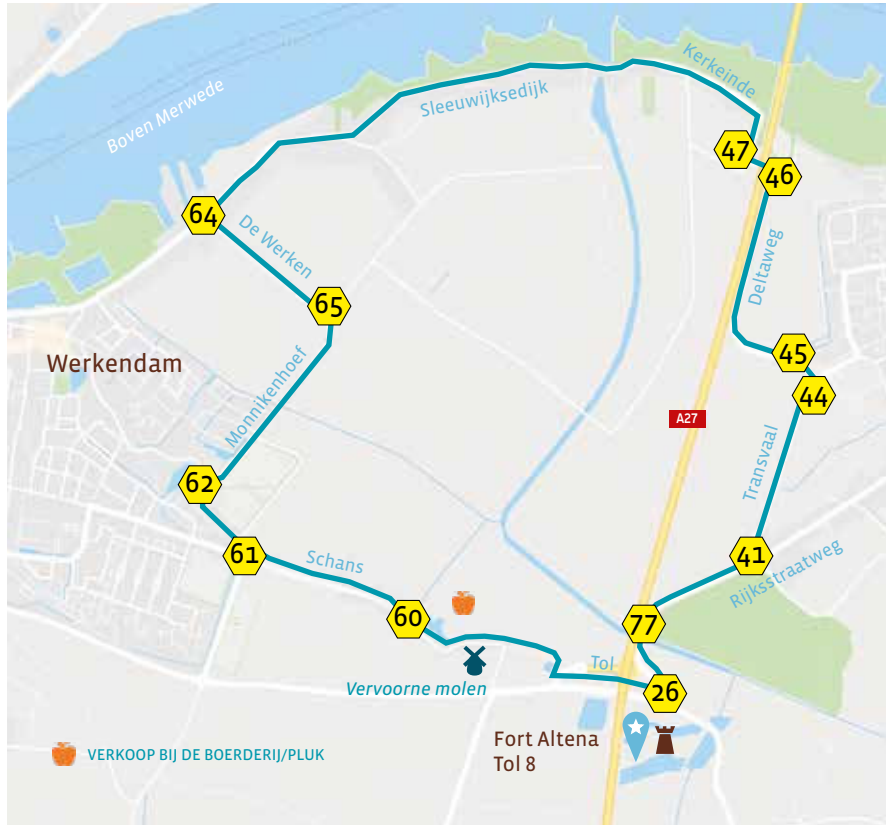 Kerkeinde
Boven Merwede
Sleeuwijksedijk
47
46
64
De Werken
Deltaweg
65
45
Werkendam
Monnikenhoef
44
A27
Transvaal
62
61
41
Schans
Rijksstraatweg
60
77
Tol
26
Vervoorne molen
Fort Altena
Tol 8
VERKOOP BIJ DE BOERDERIJ/PLUK